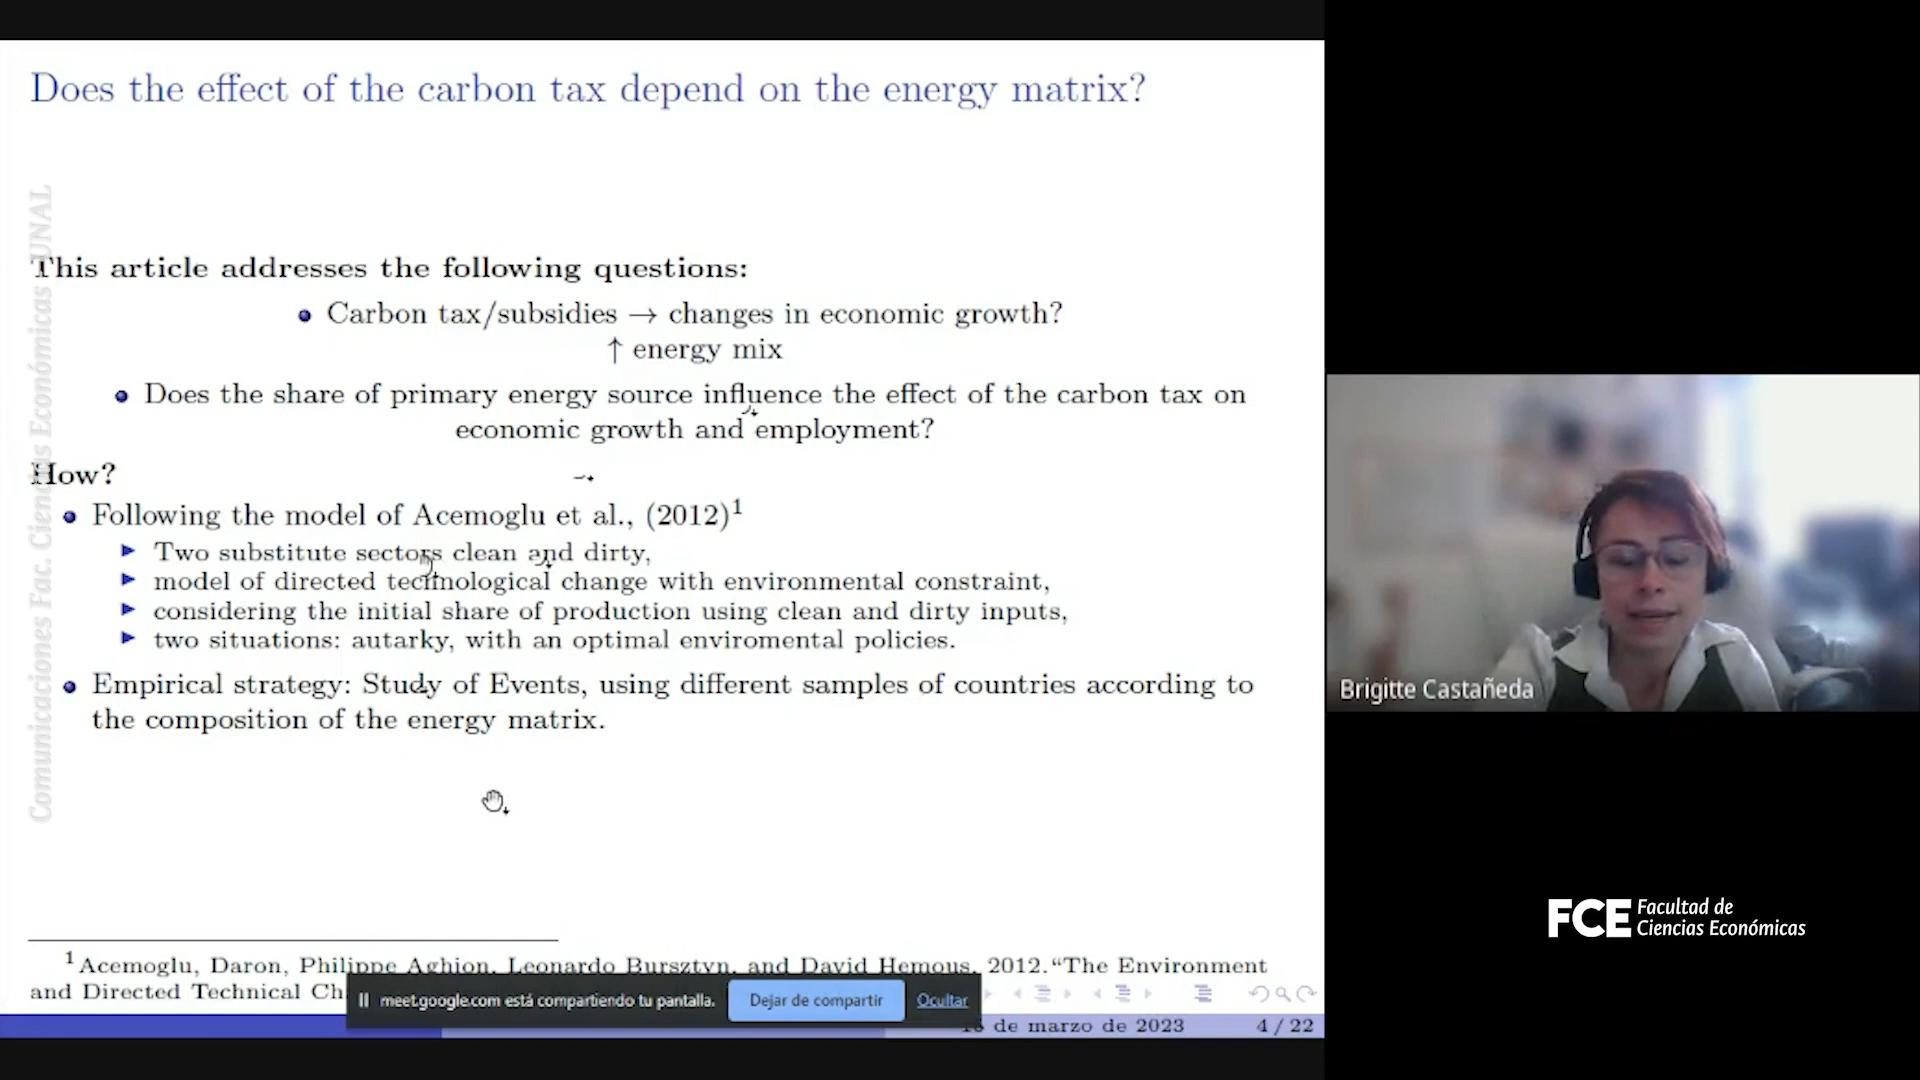 Does the effect of the carbon tax depend on the energy matrix?
Comunicaciones Fac. Ciencias Económicas UNAL
This article addresses the following questions:
• Carbon tax/subsidies → changes in economic growth?
↑ energy mix
• Does the share of primary energy source influence the effect of the carbon tax on
economic growth and employment?
How?
• Following the model of Acemoglu et al., (2012)1
▶ Two substitute sectors clean and dirty,
▶ model of directed technological change with environmental constraint,
▶ considering the initial share of production using clean and dirty inputs,
▶ two situations: autarky, with an optimal enviromental policies.
• Empirical strategy: Study of Events, using different samples of countries according to
the composition of the energy matrix.
1 Acemoglu, Daron, Philippe Aghion, Leonardo Bursztyn, and David Hemous. 2012. “The Environment
and Directed Technical Ch
meet.google.com está compartiendo tu pantalla.
Dejar de compartir
Ocultar
de marzo de 2023
4 / 22
Brigitte Castañeda
FCE Facultad de
Ciencias Económicas